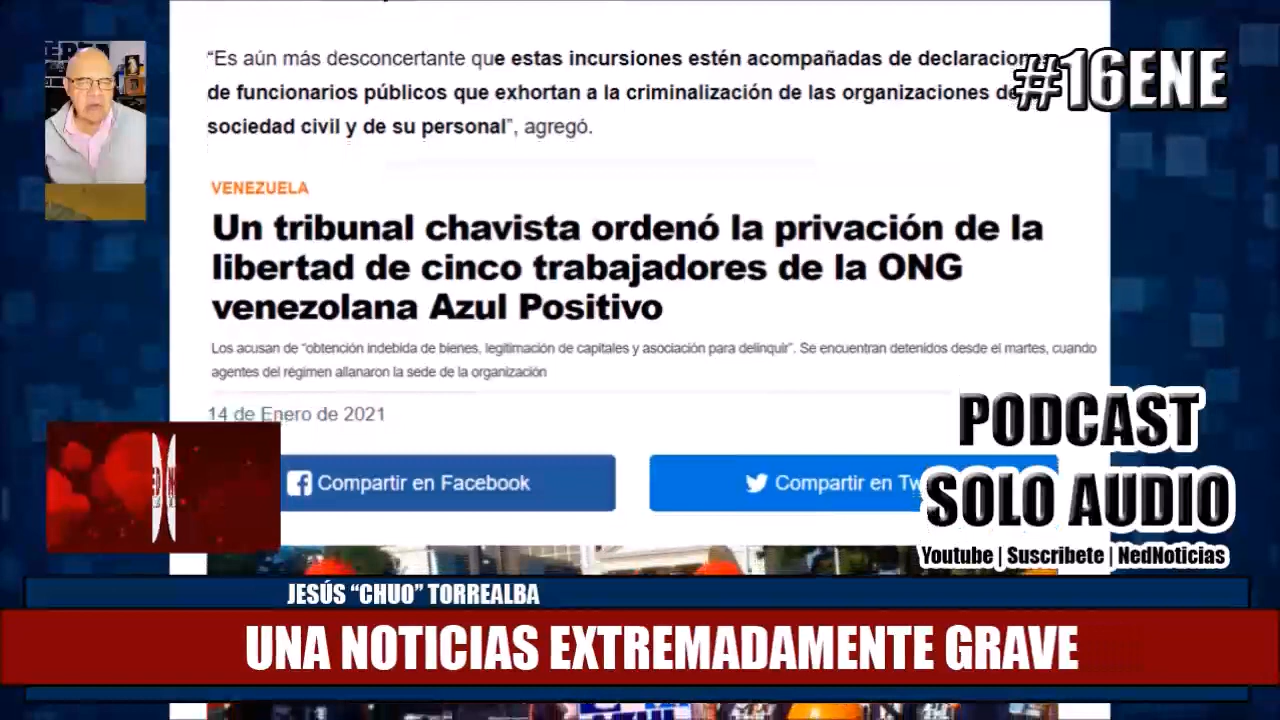 “Es aún más desconcertante que estas incursiones estén acompañadas de
de funcionarios públicos que exhortan a la criminalización de las organizaciones
sociedad civil y de su personal”, agregó.
#16ENE
VENEZUELA
Un tribunal chavista ordenó la privación de la
libertad de cinco trabajadores de la ONG
venezolana Azul Positivo
Los acusan de “obtención indebida de bienes, legitimación de capitales y asociación para delinquir”. Se encuentran detenidos desde el martes, cuando
agentes del régimen allanaron la sede de la organización
14 de Enero de 2021
Compartir en Facebook
Compartir en Tw
PODCAST
SOLO AUDIO
Youtube | Suscribete | NedNoticias
JESÚS “CHUO” TORREALBA
UNA NOTICIAS EXTREMADAMENTE GRAVE